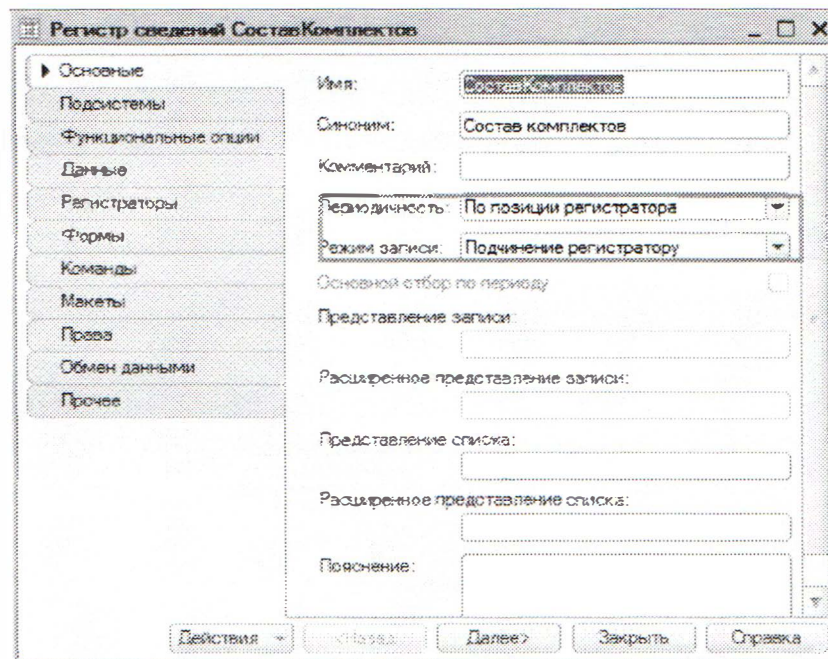 Регистр сведений СоставКомплектов
Основные
Подсистемы
Функциональные опции
Данные
Регистраторы
Формы
Команды
Макеты
Права
Обмен данными
Прочее
Имя: СоставКомплектов
Синоним: Состав комплектов
Комментарий:
Периодичность: По позиции регистратора
Режим записи: Подчинение регистратору
Основной отбор по периоду
Представление записи:
Расширенное представление записи:
Представление списка:
Расширенное представление списка:
Пояснение:
Действия <Назад Далее> Закрыть Справка